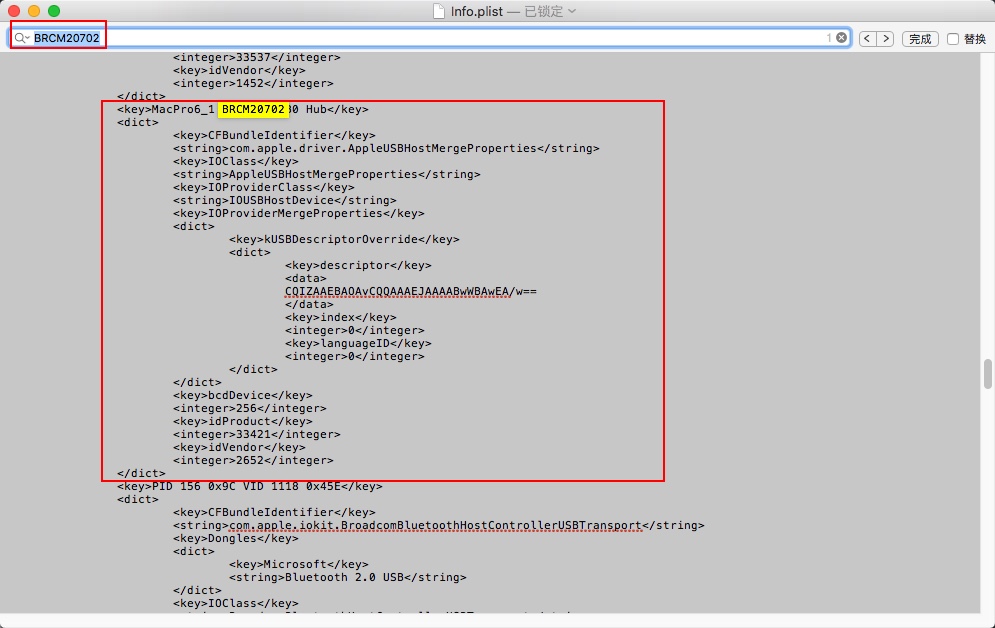 Info.plist — 已锁定
BRCM20702
1
完成
替换
<integer>33537</integer>
<key>idVendor</key>
<integer>1452</integer>
</dict>
<key>MacPro6_1 BRCM20702 30 Hub</key>
<dict>
<key>CFBundleIdentifier</key>
<string>com.apple.driver.AppleUSBHostMergeProperties</string>
<key>IOClass</key>
<string>AppleUSBHostMergeProperties</string>
<key>IOProviderClass</key>
<string>IOUSBHostDevice</string>
<key>IOProviderMergeProperties</key>
<dict>
<key>kUSBDescriptorOverride</key>
<dict>
<key>descriptor</key>
<data>
CQIZAAEBAOAvCQQAAAEJAAAABwWBAwEA/w==
</data>
<key>index</key>
<integer>0</integer>
<key>languageID</key>
<integer>0</integer>
</dict>
</dict>
<key>bcdDevice</key>
<integer>256</integer>
<key>idProduct</key>
<integer>33421</integer>
<key>idVendor</key>
<integer>2652</integer>
</dict>
<key>PID 156 0x9C VID 1118 0x45E</key>
<dict>
<key>CFBundleIdentifier</key>
<string>com.apple.iokit.BroadcomBluetoothHostControllerUSBTransport</string>
<key>Dongles</key>
<dict>
<key>Microsoft</key>
<string>Bluetooth 2.0 USB</string>
</dict>
<key>IOClass</key>